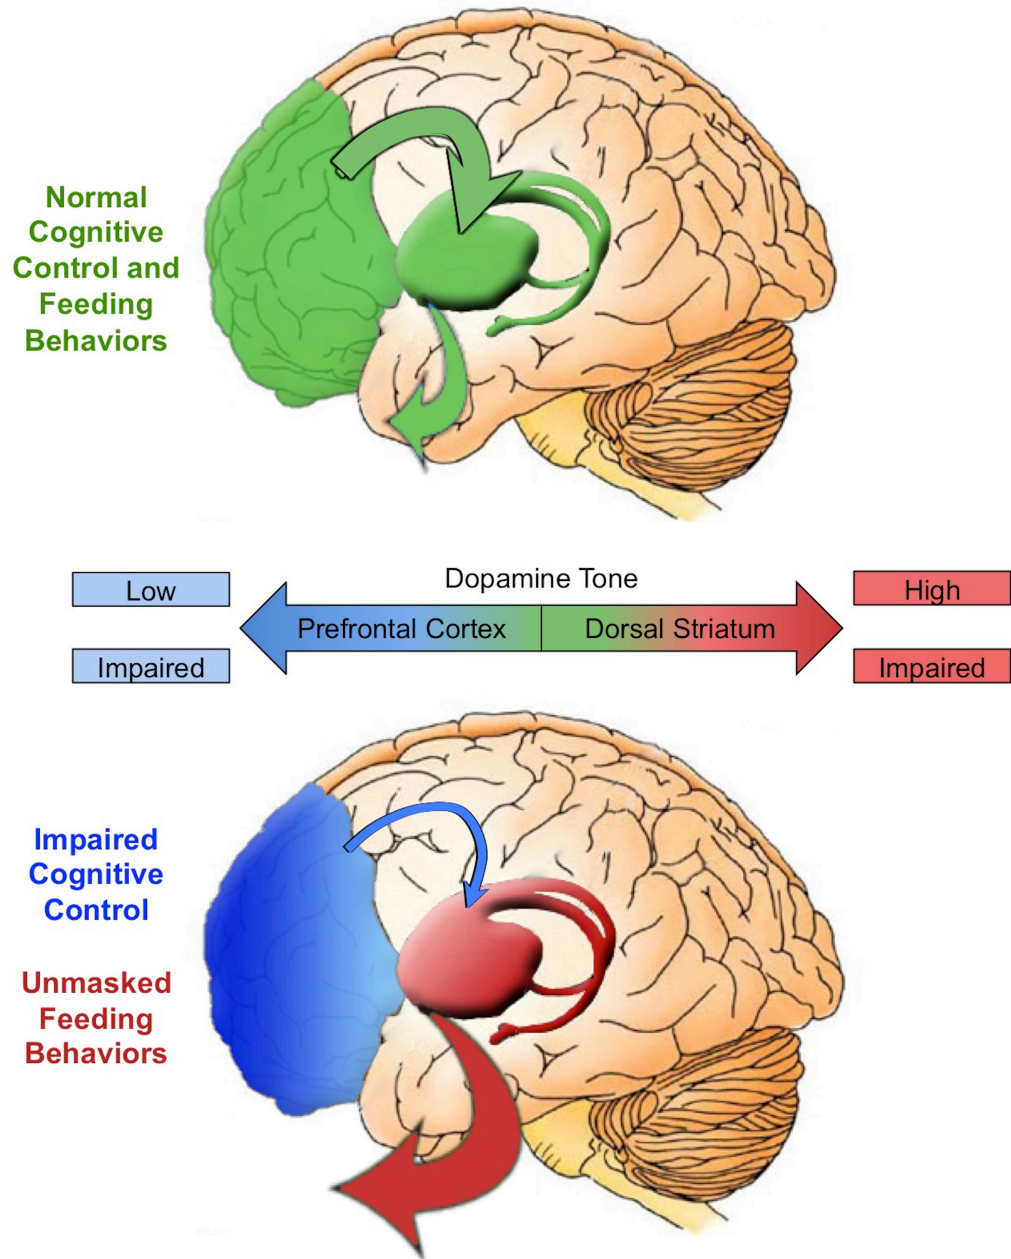 Normal
Cognitive
Control and
Feeding
Behaviors
Dopamine Tone
Low
High
Prefrontal Cortex
Dorsal Striatum
Impaired
Impaired
Impaired
Cognitive
Control
Unmasked
Feeding
Behaviors